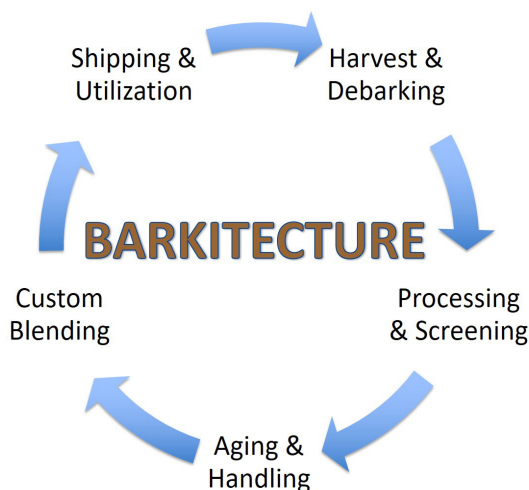 Shipping &
Utilization
Harvest &
Debarking
BARKITECTURE
Custom
Blending
Processing
& Screening
Aging &
Handling